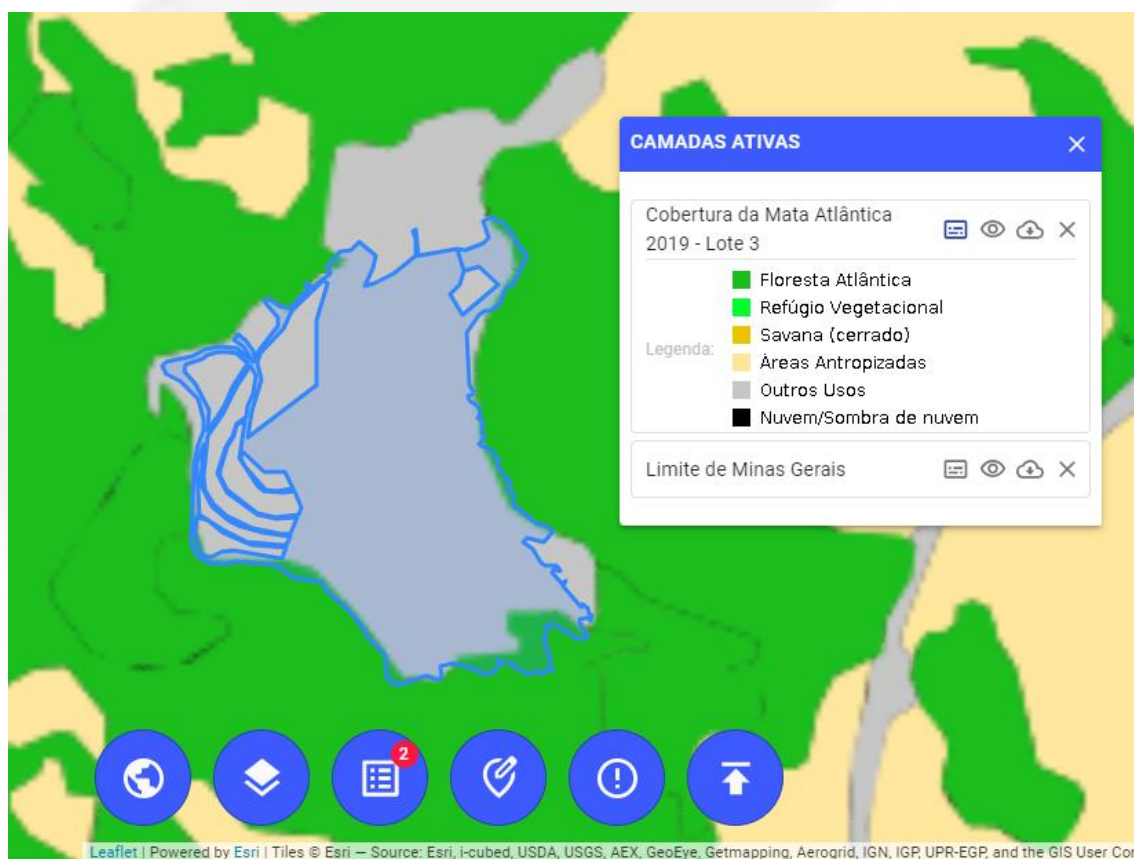 CAMADAS ATIVAS
Cobertura da Mata Atlântica
2019 - Lote 3
Legenda:
Floresta Atlântica
Refúgio Vegetacional
Savana (cerrado)
Áreas Antropizadas
Outros Usos
Nuvem/Sombra de nuvem
Limite de Minas Gerais
2
Leaflet | Powered by Esri | Tiles © Esri — Source: Esri, i-cubed, USDA, USGS, AEX, GeoEye, Getmapping, Aerogrid, IGN, IGP, UPR-EGP, and the GIS User Cor